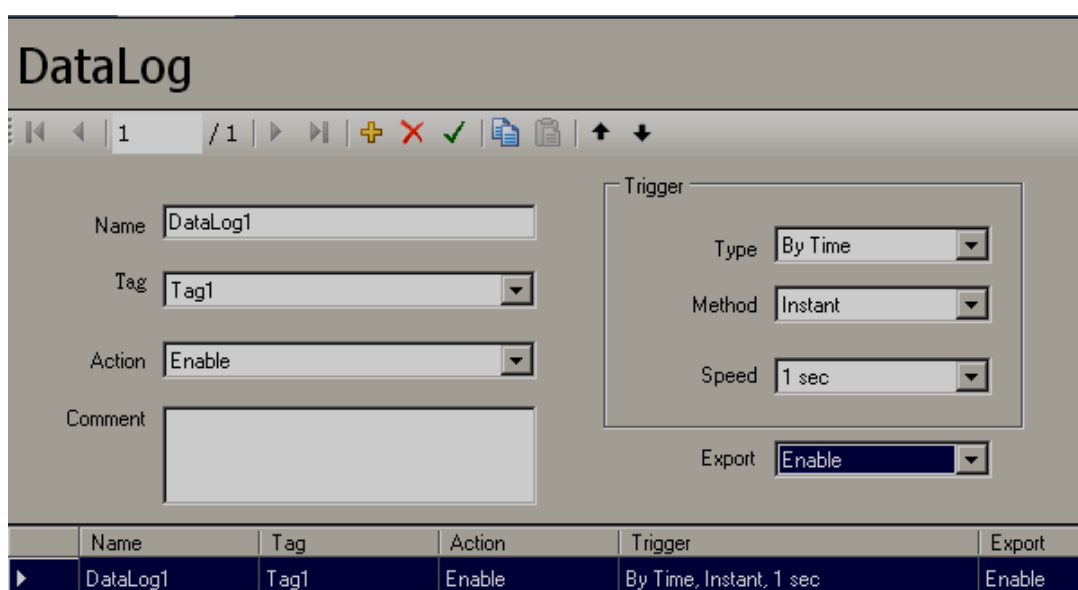 DataLog
1 / 1
Trigger
Name DataLog1
Type By Time
Tag Tag1
Method Instant
Action Enable
Speed 1 sec
Comment
Export Enable
Name Tag Action Trigger Export
DataLog1 Tag1 Enable By Time, Instant, 1 sec Enable